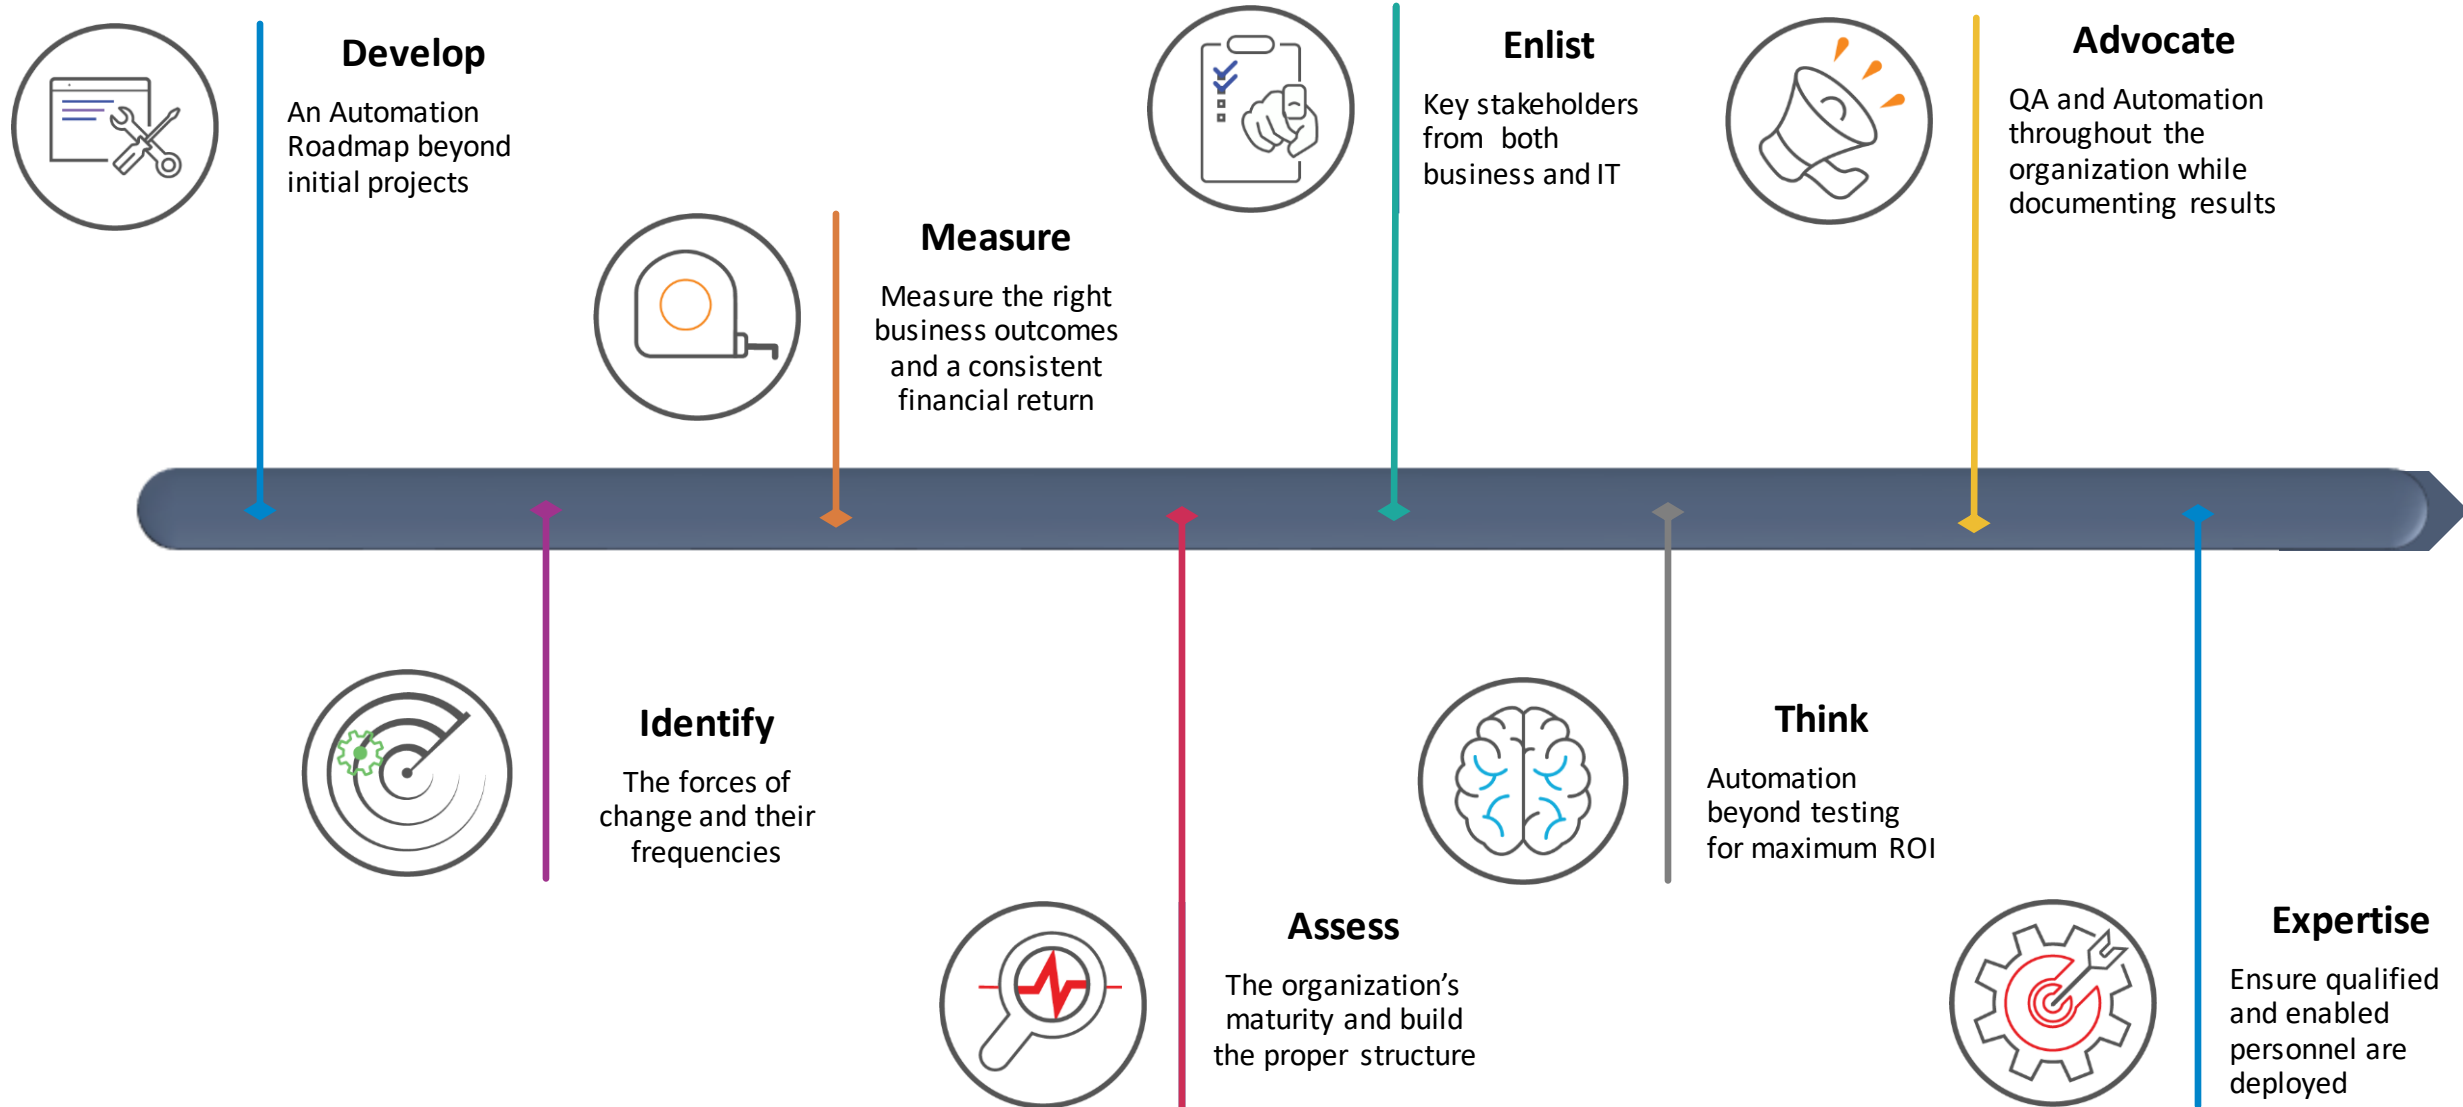 Develop
An Automation
Roadmap beyond
initial projects
Identify
The forces of
change and their
frequencies
Measure
Measure the right
business outcomes
and a consistent
financial return
Assess
The organization’s
maturity and build
the proper structure
Enlist
Key stakeholders
from both
business and IT
Think
Automation
beyond testing
for maximum ROI
Advocate
QA and Automation
throughout the
organization while
documenting results
Expertise
Ensure qualified
and enabled
personnel are
deployed